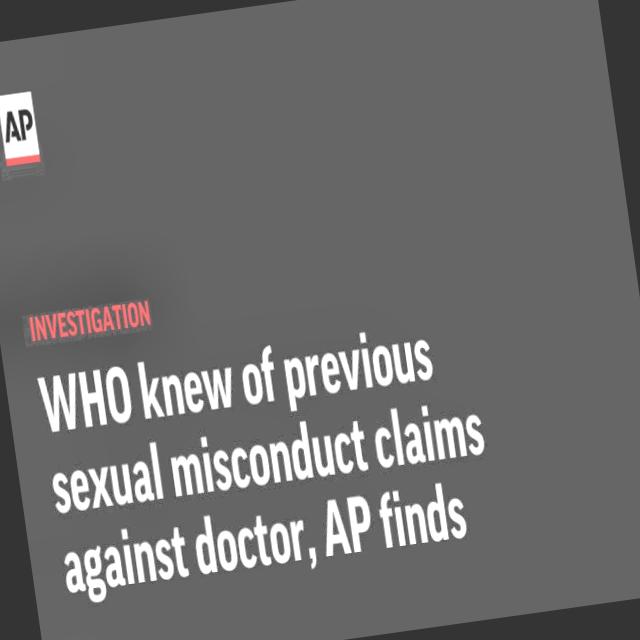 AP
INVESTIGATION
WHO knew of previous
sexual misconduct claims
against doctor, AP finds